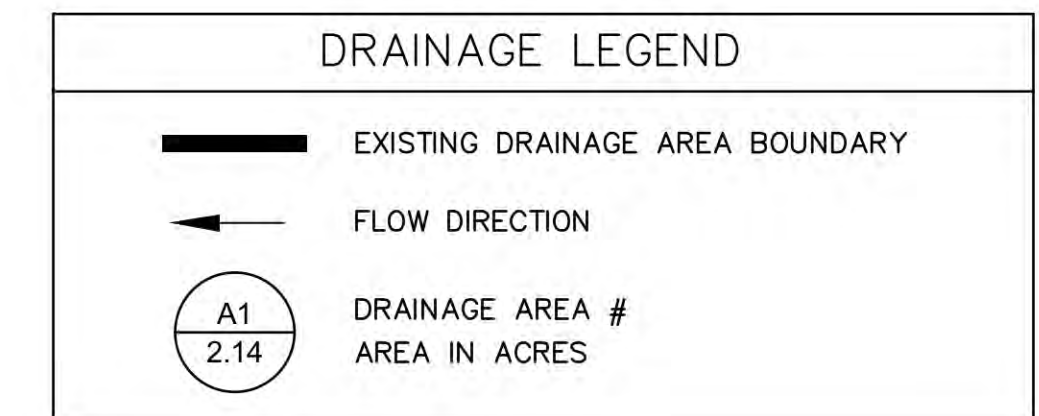 DRAINAGE LEGEND
EXISTING DRAINAGE AREA BOUNDARY
FLOW DIRECTION
A1
2.14
DRAINAGE AREA #
AREA IN ACRES